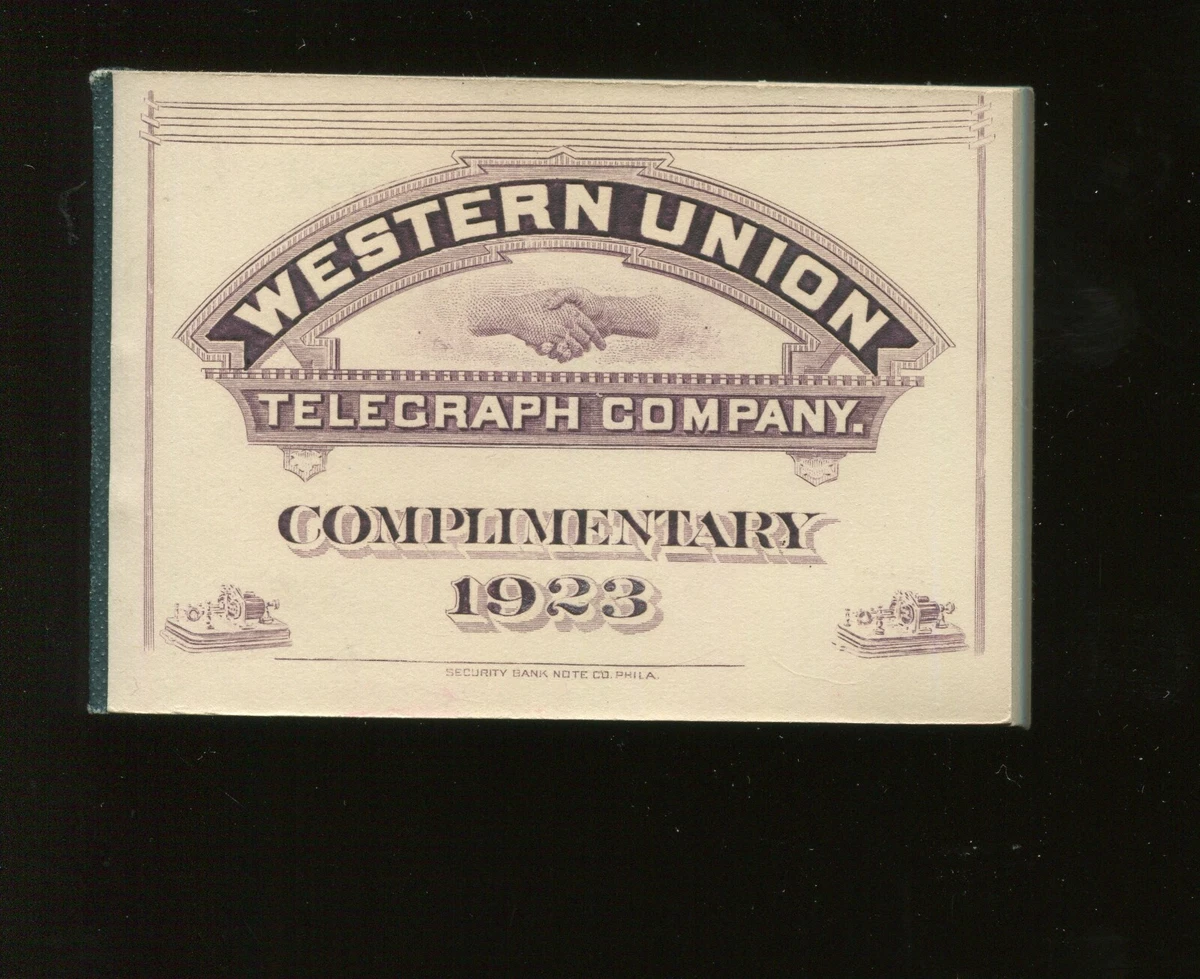 WESTERN UNION
TELEGRAPH COMPANY.
COMPLIMENTARY
1923
SECURITY BANK NOTE CO. PHILA.